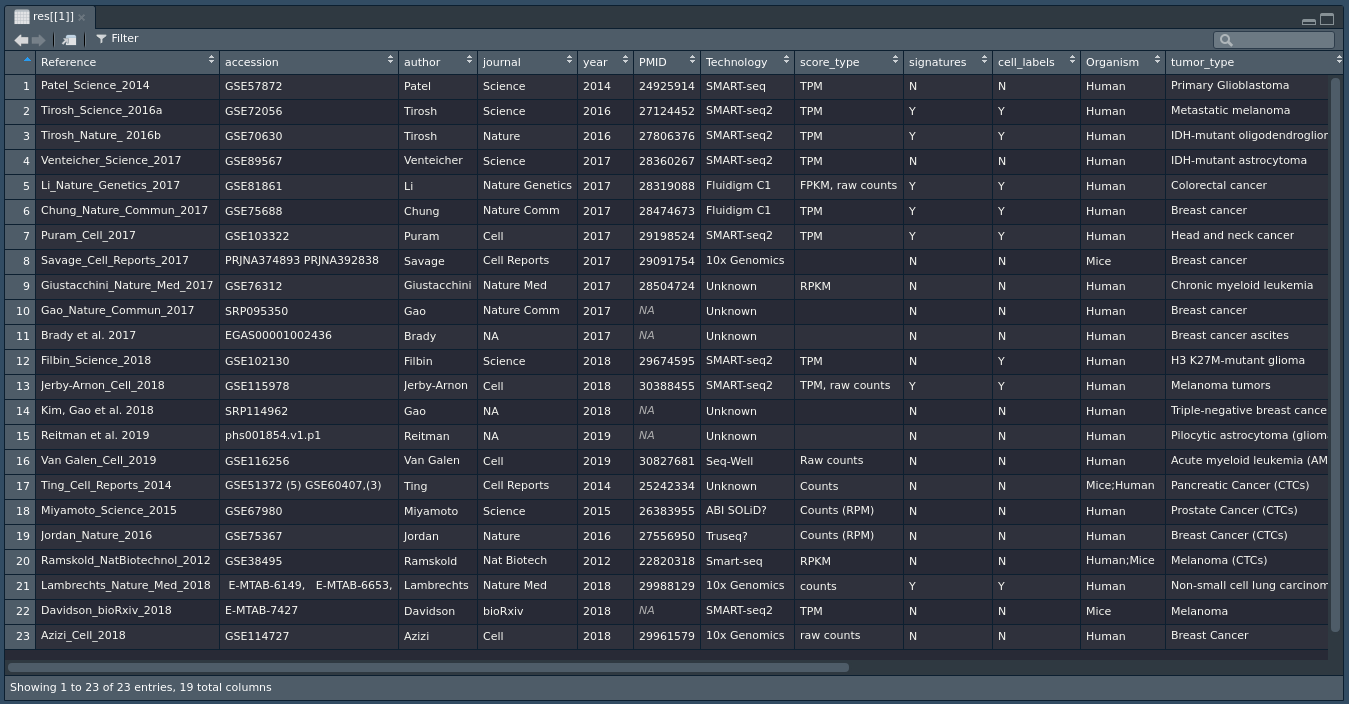 res[[1]]
Filter
Reference accession author journal year PMID Technology score_type signatures cell_labels Organism tumor_type
1 Patel_Science_2014 GSE57872 Patel Science 2014 24925914 SMART-seq TPM N N Human Primary Glioblastoma
2 Tirosh_Science_2016a GSE72056 Tirosh Science 2016 27124452 SMART-seq2 TPM Y Y Human Metastatic melanoma
3 Tirosh_Nature_ 2016b GSE70630 Tirosh Nature 2016 27806376 SMART-seq2 TPM Y Y Human IDH-mutant oligodendroglior
4 Venteicher_Science_2017 GSE89567 Venteicher Science 2017 28360267 SMART-seq2 TPM N N Human IDH-mutant astrocytoma
5 Li_Nature_Genetics_2017 GSE81861 Li Nature Genetics 2017 28319088 Fluidigm C1 FPKM, raw counts Y Y Human Colorectal cancer
6 Chung_Nature_Commun_2017 GSE75688 Chung Nature Comm 2017 28474673 Fluidigm C1 TPM Y Y Human Breast cancer
7 Puram_Cell_2017 GSE103322 Puram Cell 2017 29198524 SMART-seq2 TPM Y Y Human Head and neck cancer
8 Savage_Cell_Reports_2017 PRJNA374893 PRJNA392838 Savage Cell Reports 2017 29091754 10x Genomics N N Mice Breast cancer
9 Giustacchini_Nature_Med_2017 GSE76312 Giustacchini Nature Med 2017 28504724 Unknown RPKM N N Human Chronic myeloid leukemia
10 Gao_Nature_Commun_2017 SRP095350 Gao Nature Comm 2017 NA Unknown N N Human Breast cancer
11 Brady et al. 2017 EGAS00001002436 Brady NA 2017 NA Unknown N N Human Breast cancer ascites
12 Filbin_Science_2018 GSE102130 Filbin Science 2018 29674595 SMART-seq2 TPM N Y Human H3 K27M-mutant glioma
13 Jerby-Arnon_Cell_2018 GSE115978 Jerby-Arnon Cell 2018 30388455 SMART-seq2 TPM, raw counts Y Y Human Melanoma tumors
14 Kim, Gao et al. 2018 SRP114962 Gao NA 2018 NA Unknown N N Human Triple-negative breast cance
15 Reitman et al. 2019 phs001854.v1.p1 Reitman NA 2019 NA Unknown N N Human Pilocytic astrocytoma (gliom
16 Van Galen_Cell_2019 GSE116256 Van Galen Cell 2019 30827681 Seq-Well Raw counts N N Human Acute myeloid leukemia (AM
17 Ting_Cell_Reports_2014 GSE51372 (5) GSE60407,(3) Ting Cell Reports 2014 25242334 Unknown Counts N N Mice;Human Pancreatic Cancer (CTCs)
18 Miyamoto_Science_2015 GSE67980 Miyamoto Science 2015 26383955 ABI SOLiD? Counts (RPM) N N Human Prostate Cancer (CTCs)
19 Jordan_Nature_2016 GSE75367 Jordan Nature 2016 27556950 Truseq? Counts (RPM) N N Human Breast Cancer (CTCs)
20 Ramskold_NatBiotechnol_2012 GSE38495 Ramskold Nat Biotech 2012 22820318 Smart-seq RPKM N N Human;Mice Melanoma (CTCs)
21 Lambrechts_Nature_Med_2018 E-MTAB-6149, E-MTAB-6653, Lambrechts Nature Med 2018 29988129 10x Genomics counts Y Y Human Non-small cell lung carcinom
22 Davidson_bioRxiv_2018 E-MTAB-7427 Davidson bioRxiv 2018 NA SMART-seq2 TPM N N Mice Melanoma
23 Azizi_Cell_2018 GSE114727 Azizi Cell 2018 29961579 10x Genomics raw counts N N Human Breast Cancer
Showing 1 to 23 of 23 entries, 19 total columns